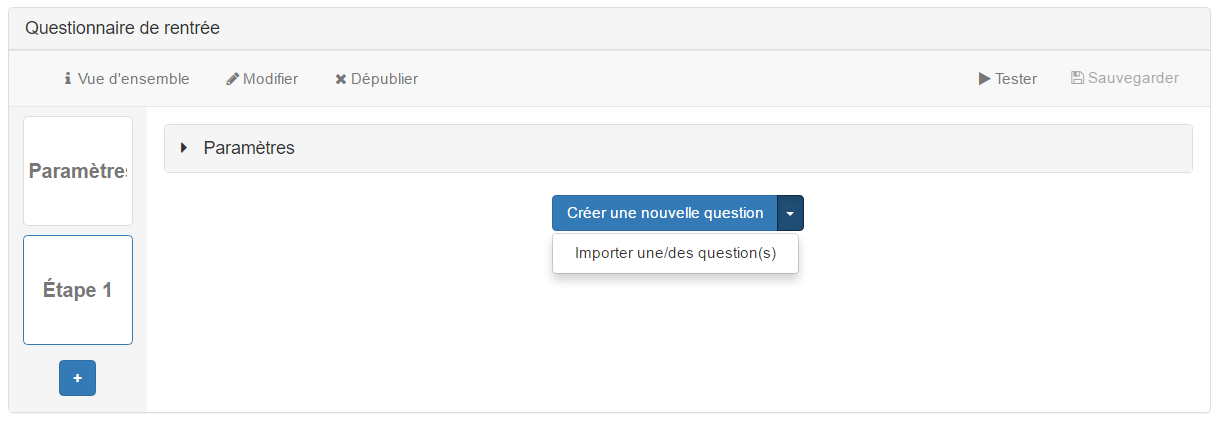 Questionnaire de rentrée
Vue d'ensemble Modifier Dépublier Tester Sauvegarder
Paramètres
Paramètres
Étape 1
Créer une nouvelle question
Importer une/des question(s)
+